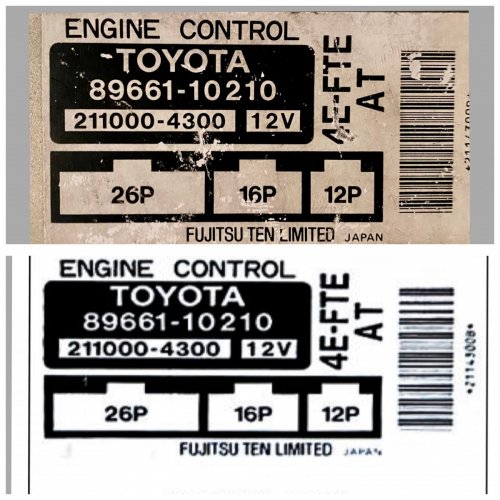 ENGINE CONTROL
TOYOTA
89661-10210
211000-4300 12V
4E-FTE
AT
26P 16P 12P
FUJITSU TEN LIMITED JAPAN
ENGINE CONTROL
TOYOTA
89661-10210
211000-4300 12V
4E-FTE
AT
*2114300B*
26P 16P 12P
FUJITSU TEN LIMITED JAPAN